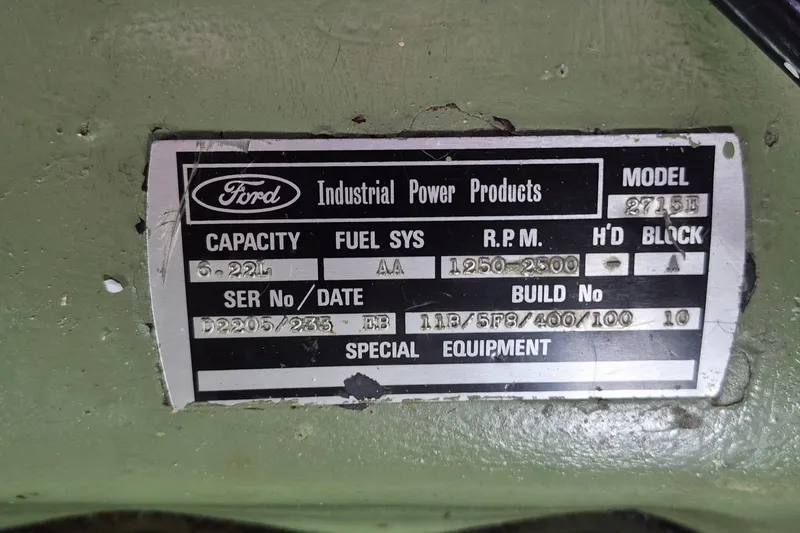 Ford Industrial Power Products
MODEL
2715E
CAPACITY FUEL SYS R.P.M. H'D BLOCK
6.22L AA 1250-2500 - A
SER No/DATE BUILD No
D2205/233 EB 11B/5F8/400/100 10
SPECIAL EQUIPMENT